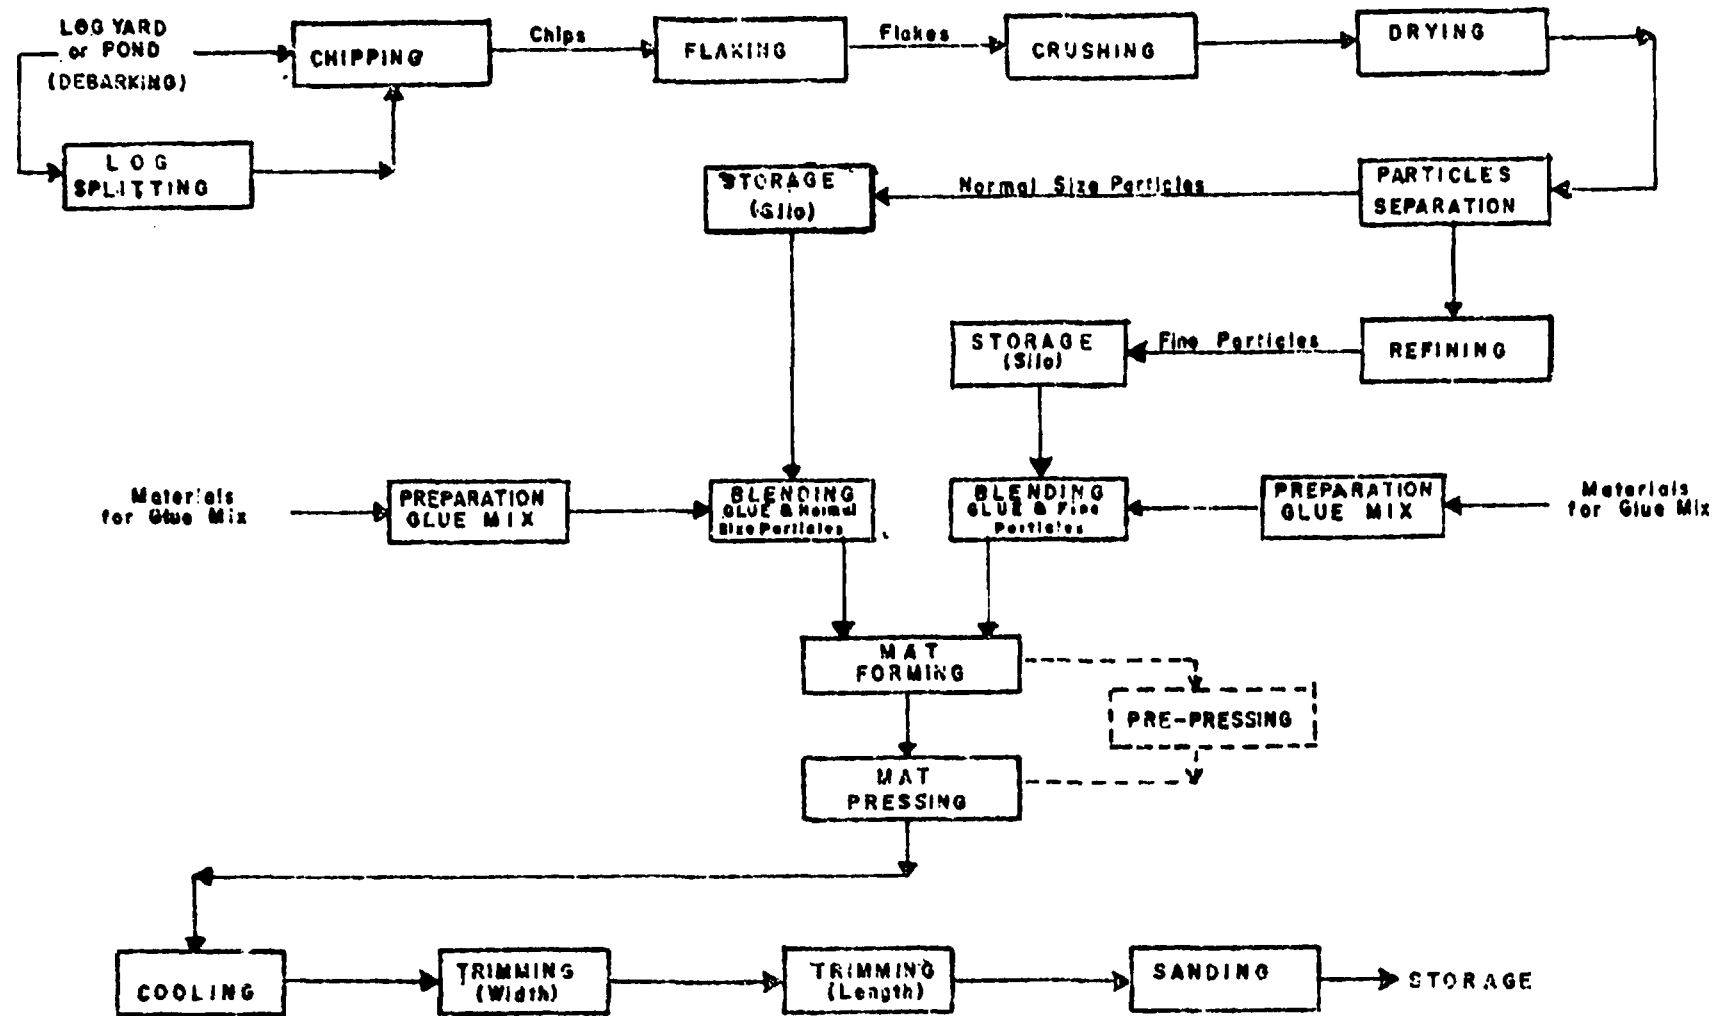 LOG YARD
or POND
(DEBARKING)
CHIPPING
Chips
FLAKING
Flakes
CRUSHING
DRYING
LOG
SPLITTING
STORAGE
(Silo)
Normal Size Particles
PARTICLES
SEPARATION
STORAGE
(Silo)
Fine Particles
REFINING
Materials
for Glue Mix
PREPARATION
GLUE MIX
BLENDING
GLUE & Normal
Size Particles
BLENDING
GLUE & Fine
Particles
PREPARATION
GLUE MIX
Materials
for Glue Mix
MAT
FORMING
PRE-PRESSING
MAT
PRESSING
COOLING
TRIMMING
(Width)
TRIMMING
(Length)
SANDING
STORAGE